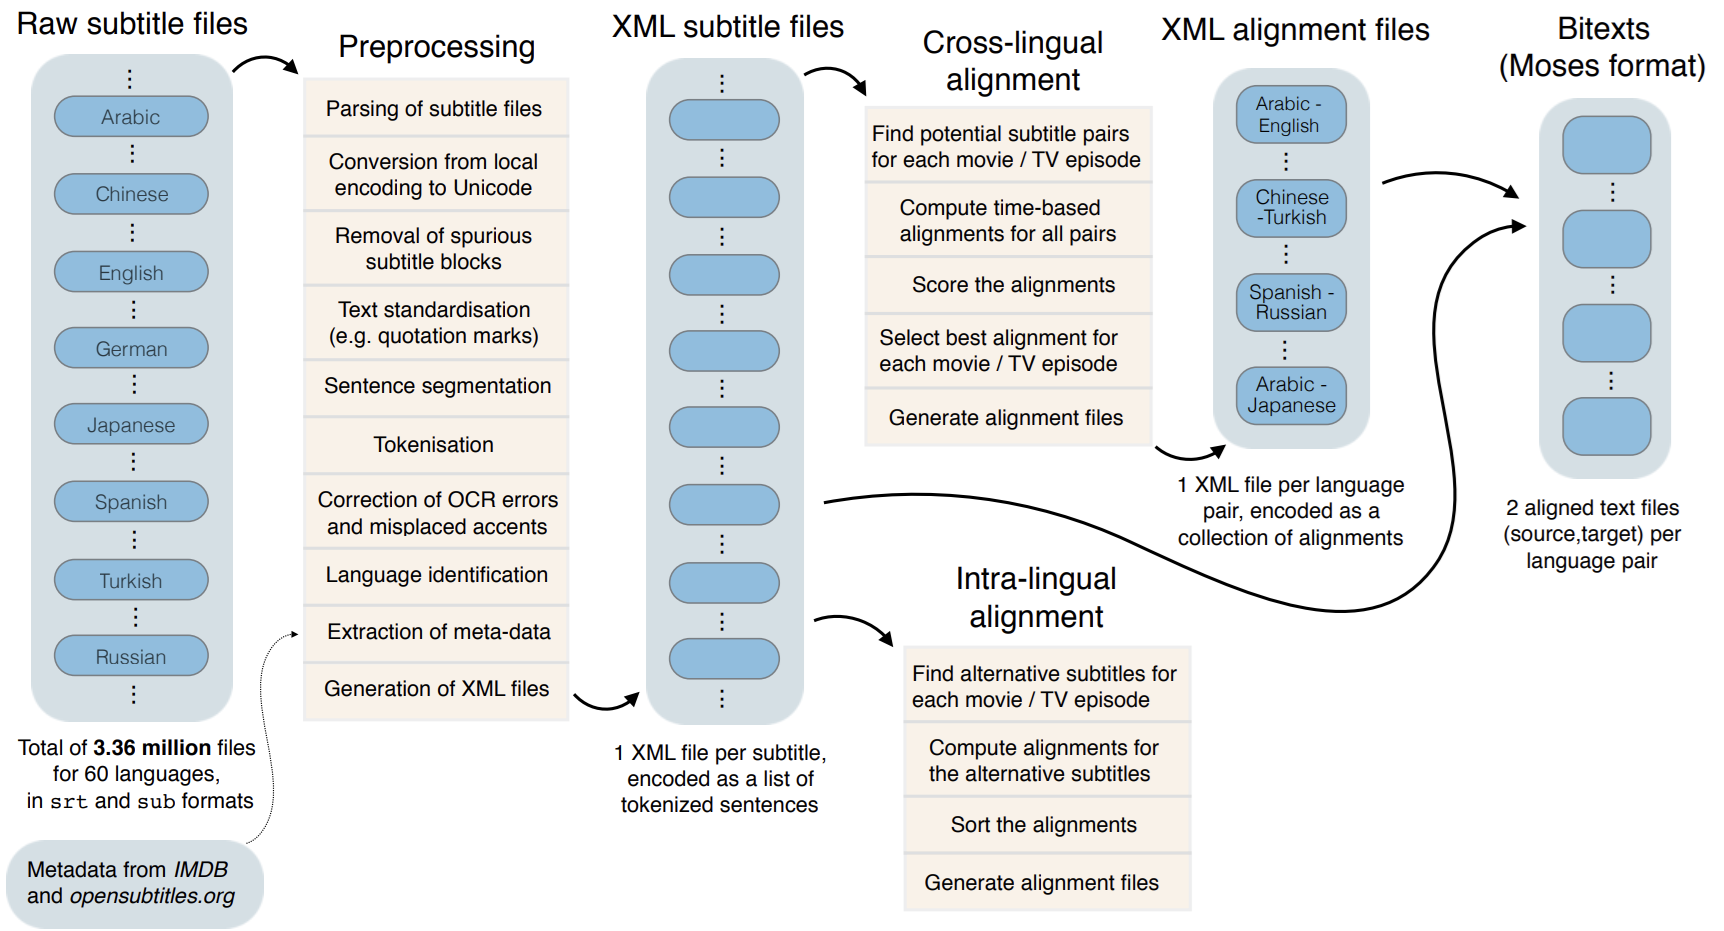 Raw subtitle files
Arabic
Chinese
English
German
Japanese
Spanish
Turkish
Russian
Total of 3.36 million files
for 60 languages,
in srt and sub formats
Metadata from IMDB
and opensubtitles.org
Preprocessing
Parsing of subtitle files
Conversion from local
encoding to Unicode
Removal of spurious
subtitle blocks
Text standardisation
(e.g. quotation marks)
Sentence segmentation
Tokenisation
Correction of OCR errors
and misplaced accents
Language identification
Extraction of meta-data
Generation of XML files
XML subtitle files
1 XML file per subtitle,
encoded as a list of
tokenized sentences
Cross-lingual
alignment
Find potential subtitle pairs
for each movie / TV episode
Compute time-based
alignments for all pairs
Score the alignments
Select best alignment for
each movie / TV episode
Generate alignment files
Intra-lingual
alignment
Find alternative subtitles for
each movie / TV episode
Compute alignments for
the alternative subtitles
Sort the alignments
Generate alignment files
XML alignment files
Arabic -
English
Chinese
-Turkish
Spanish -
Russian
Arabic -
Japanese
1 XML file per language
pair, encoded as a
collection of alignments
Bitexts
(Moses format)
2 aligned text files
(source,target) per
language pair